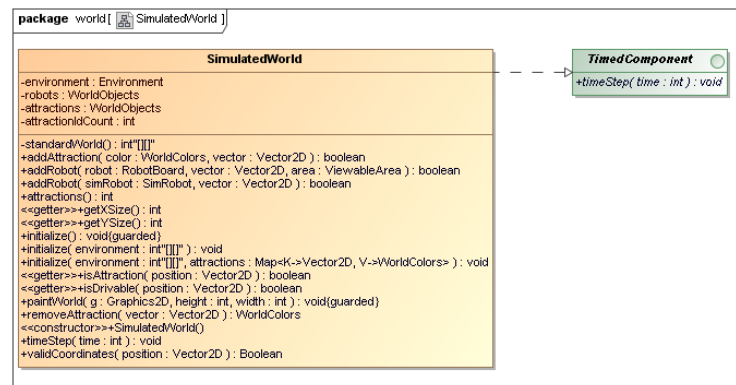 package world [ SimulatedWorld ]
SimulatedWorld
-environment : Environment
-robots : WorldObjects
-attractions : WorldObjects
-attractionIdCount : int
-standardWorld() : int"[][]"
+addAttraction( color : WorldColors, vector : Vector2D ) : boolean
+addRobot( robot : RobotBoard, vector : Vector2D, area : ViewableArea ) : boolean
+addRobot( simRobot : SimRobot, vector : Vector2D ) : boolean
+attractions() : int
<<getter>>+getXSize() : int
<<getter>>+getYSize() : int
+initialize() : void{guarded}
+initialize( environment : int"[][]" ) : void
+initialize( environment : int"[][]", attractions : Map<K->Vector2D, V->WorldColors> ) : void
<<getter>>+isAttraction( position : Vector2D ) : boolean
<<getter>>+isDrivable( position : Vector2D ) : boolean
+paintWorld( g : Graphics2D, height : int, width : int ) : void{guarded}
+removeAttraction( vector : Vector2D ) : WorldColors
<<constructor>>+SimulatedWorld()
+timeStep( time : int ) : void
+validCoordinates( position : Vector2D ) : Boolean
TimedComponent
+timeStep( time : int ) : void